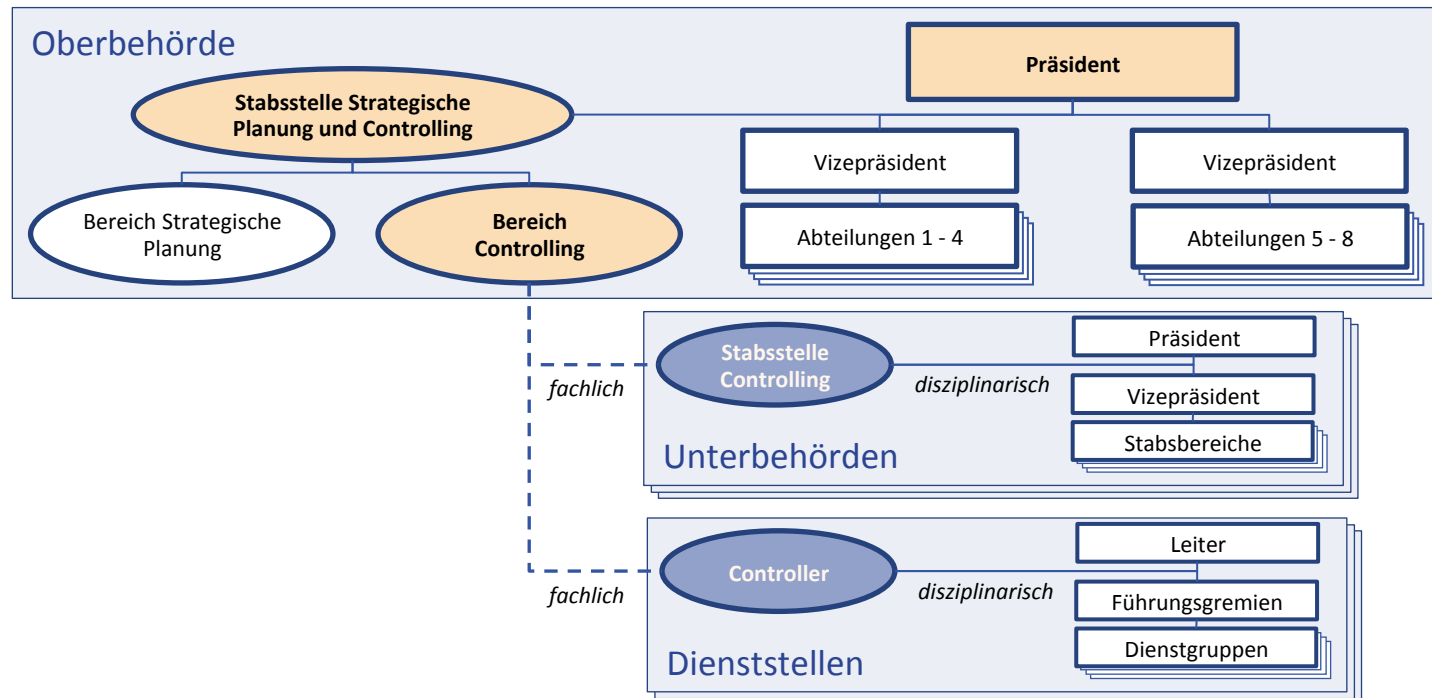 Oberbehörde
Präsident
Stabsstelle Strategische
Planung und Controlling
Vizepräsident
Vizepräsident
Bereich Strategische
Planung
Bereich
Controlling
Abteilungen 1 - 4
Abteilungen 5 - 8
Stabsstelle
Controlling
Präsident
fachlich
disziplinarisch
Vizepräsident
Stabsbereiche
Unterbehörden
Controller
Leiter
fachlich
disziplinarisch
Führungsgremien
Dienstgruppen
Dienststellen